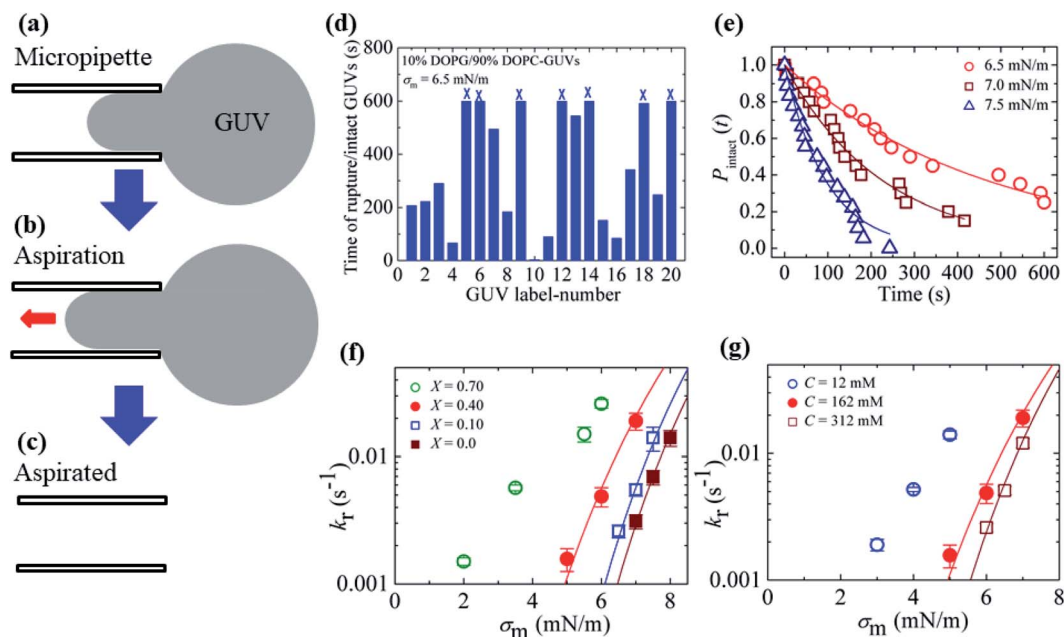 (a)
Micropipette
GUV
(b)
Aspiration
(c)
Aspirated
(d)
Time of rupture/intact GUVs (s)
800
600
400
200
0
10% DOPG/90% DOPC-GUVs
σm = 6.5 mN/m
X X X X X X X
0 2 4 6 8 10 12 14 16 18 20
GUV label-number
(e)
Pintact (t)
1.0
0.8
0.6
0.4
0.2
0.0
6.5 mN/m
7.0 mN/m
7.5 mN/m
0 100 200 300 400 500 600
Time (s)
(f)
kr (s⁻¹)
0.01
0.001
X = 0.70
X = 0.40
X = 0.10
X = 0.0
0 2 4 6 8
σm (mN/m)
(g)
kr (s⁻¹)
0.01
0.001
C = 12 mM
C = 162 mM
C = 312 mM
0 2 4 6 8
σm (mN/m)